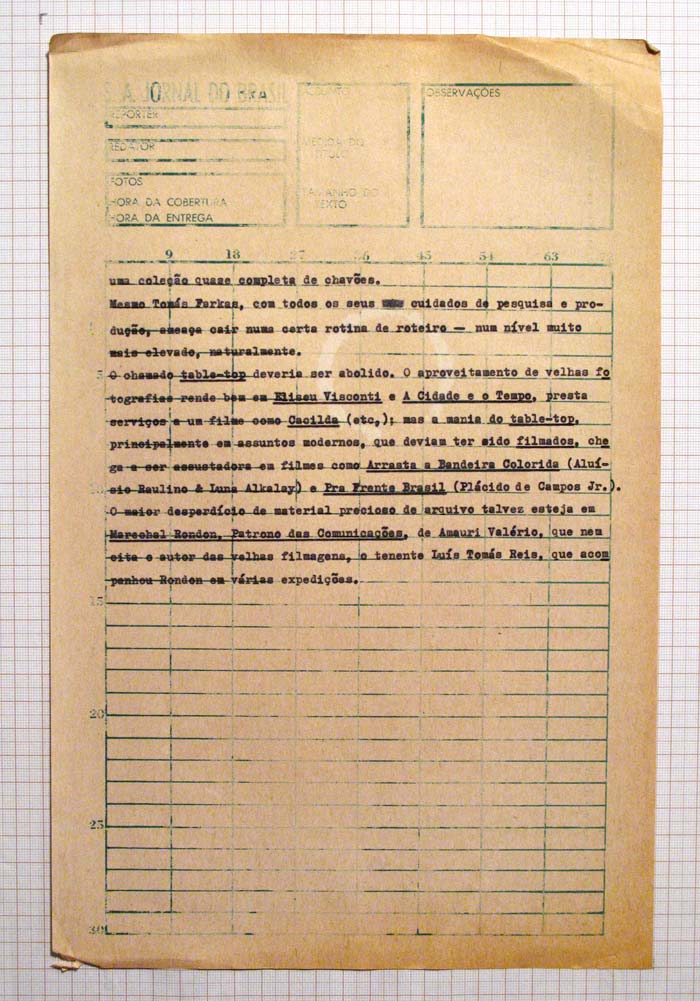 S. A. JORNAL DO BRASIL
REPÓRTER
REDATOR
FOTOS
HORA DA COBERTURA
HORA DA ENTREGA
ASSUNTO
MEDIDA DO
TÍTULO
TAMANHO DO
TEXTO
OBSERVAÇÕES
9 18 27 36 45 54 63
uma coleção quase completa de chavões.
Mesmo Tomás Farkas, com todos os seus cuidados de pesquisa e pro-
dução, ameaça cair numa certa rotina de roteiro — num nível muito
mais elevado, naturalmente.
5 O chamado table-top deveria ser abolido. O aproveitamento de velhas fo
tografias rende bem em Eliseu Visconti e A Cidade e o Tempo, presta
serviços a um filme como Cacilda (etc,); mas a mania do table-top,
principalmente em assuntos modernos, que deviam ter sido filmados, che
ga a ser assustadora em filmes como Arrasta a Bandeira Colorida (Aluí-
10 sio Raulino & Luna Alkalay) e Pra Frente Brasil (Plácido de Campos Jr.).
O maior desperdício de material precioso de arquivo talvez esteja em
Marechal Rondon, Patrono das Comunicações, de Amauri Valério, que nem
cita o autor das velhas filmagens, o tenente Luís Tomás Reis, que acom
panhou Rondon em várias expedições.
15
20
25
30